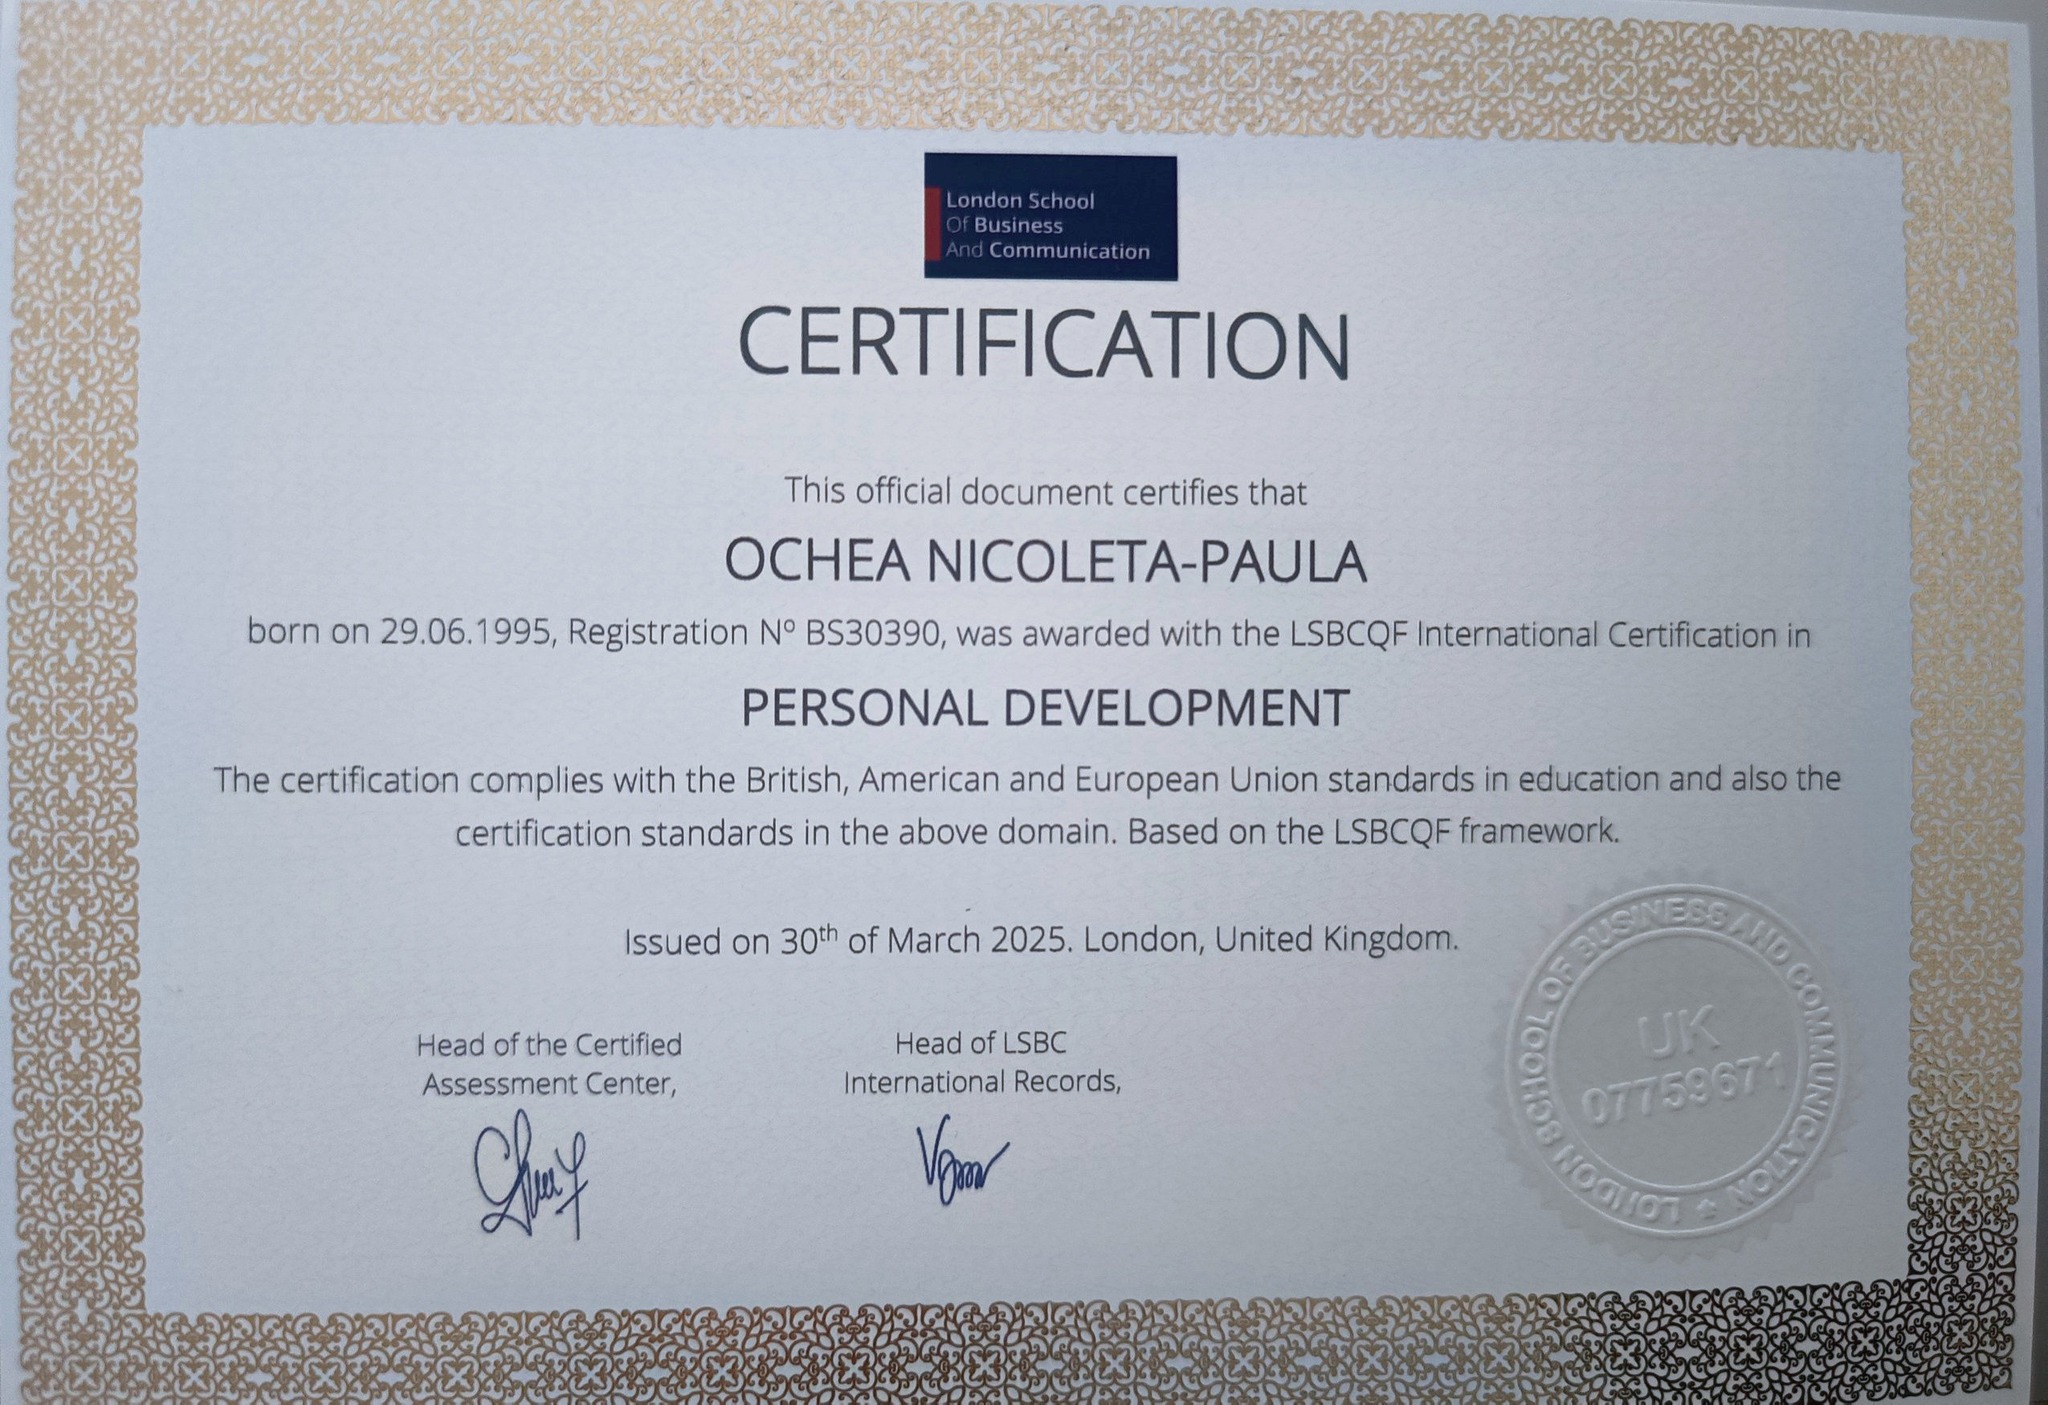 London School
Of Business
And Communication
CERTIFICATION
This official document certifies that
OCHEA NICOLETA-PAULA
born on 29.06.1995, Registration Nº BS30390, was awarded with the LSBCQF International Certification in
PERSONAL DEVELOPMENT
The certification complies with the British, American and European Union standards in education and also the
certification standards in the above domain. Based on the LSBCQF framework.
Issued on 30th of March 2025. London, United Kingdom.
Head of the Certified
Assessment Center,
Head of LSBC
International Records,
LONDON SCHOOL OF BUSINESS AND COMMUNICATION
UK
07759671